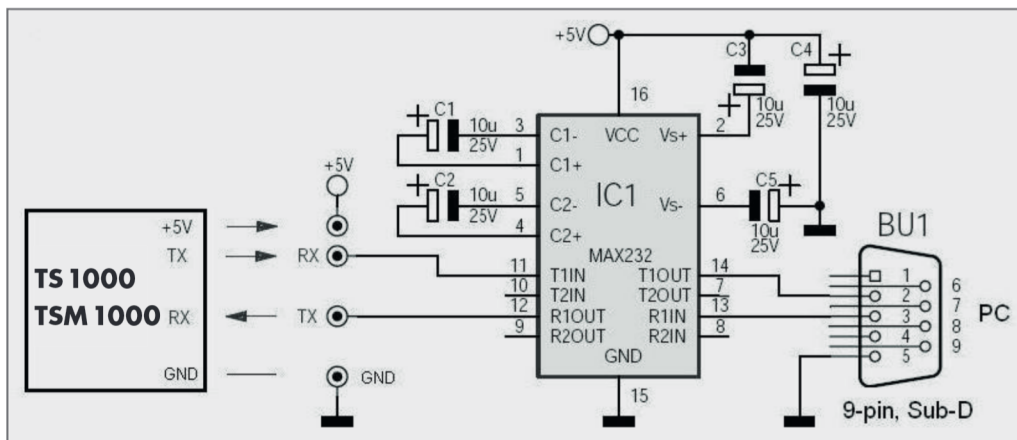 +5V
C3
C4
+
16
+
10u
25V
10u
25V
+
C1
10u
25V
3
1
C1-
C1+
VCC
Vs+
2
+5V
+
C2
10u
25V
5
4
C2-
C2+
IC1
Vs-
6
C5
+
10u
25V
MAX232
+5V
TX
TS 1000
TSM 1000
RX
GND
RX
TX
GND
11
T1IN
T1OUT
14
10
T2IN
T2OUT
7
12
R1OUT
R1IN
13
9
R2OUT
R2IN
8
GND
15
BU1
1
6
2
7
3
8
4
9
5
PC
9-pin, Sub-D